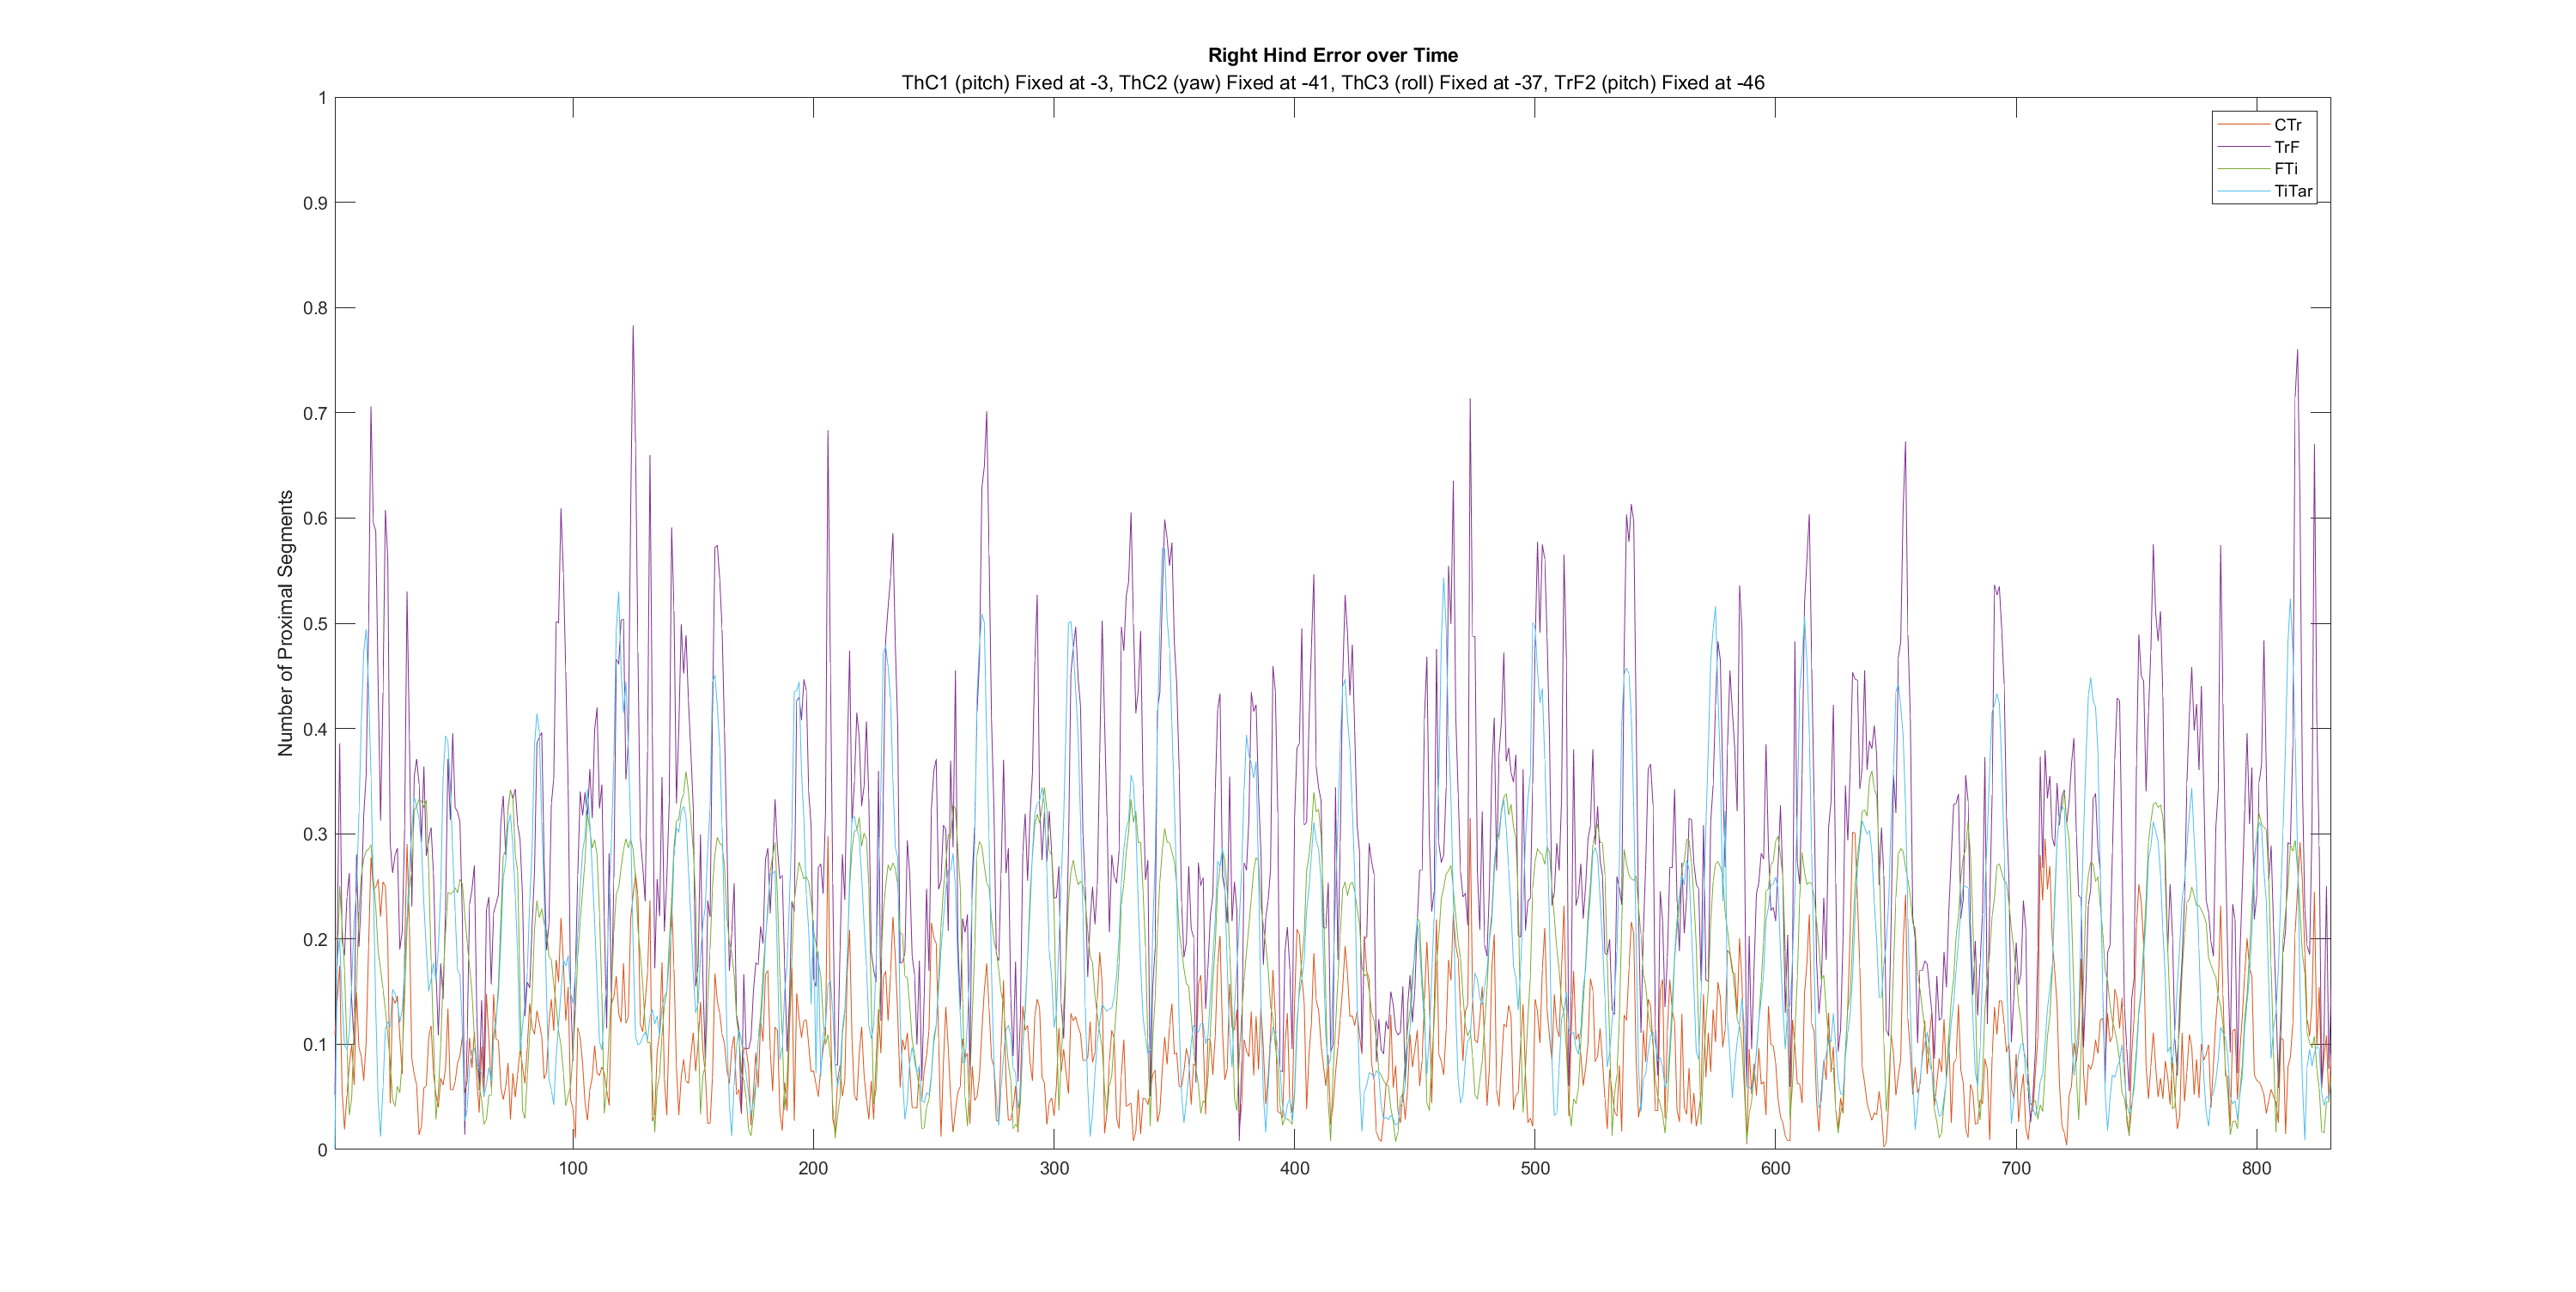 Right Hind Error over Time
ThC1 (pitch) Fixed at -3, ThC2 (yaw) Fixed at -41, ThC3 (roll) Fixed at -37, TrF2 (pitch) Fixed at -46
1
0.9
0.8
0.7
0.6
0.5
0.4
0.3
0.2
0.1
0
Number of Proximal Segments
CTr
TrF
FTi
TiTar
100 200 300 400 500 600 700 800